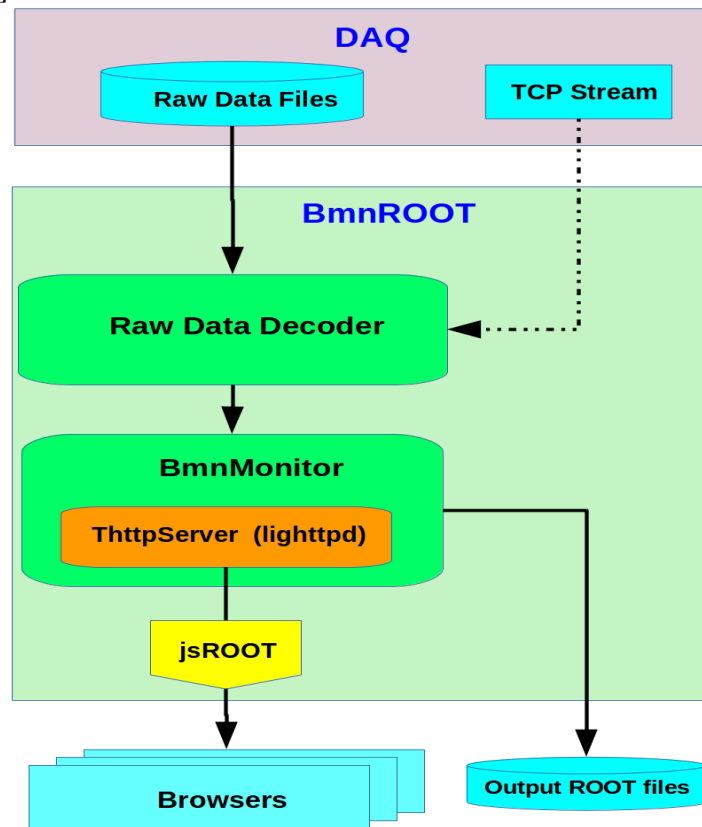 DAQ
Raw Data Files
TCP Stream
BmnROOT
Raw Data Decoder
BmnMonitor
ThttpServer (lighttpd)
jsROOT
Browsers
Output ROOT files